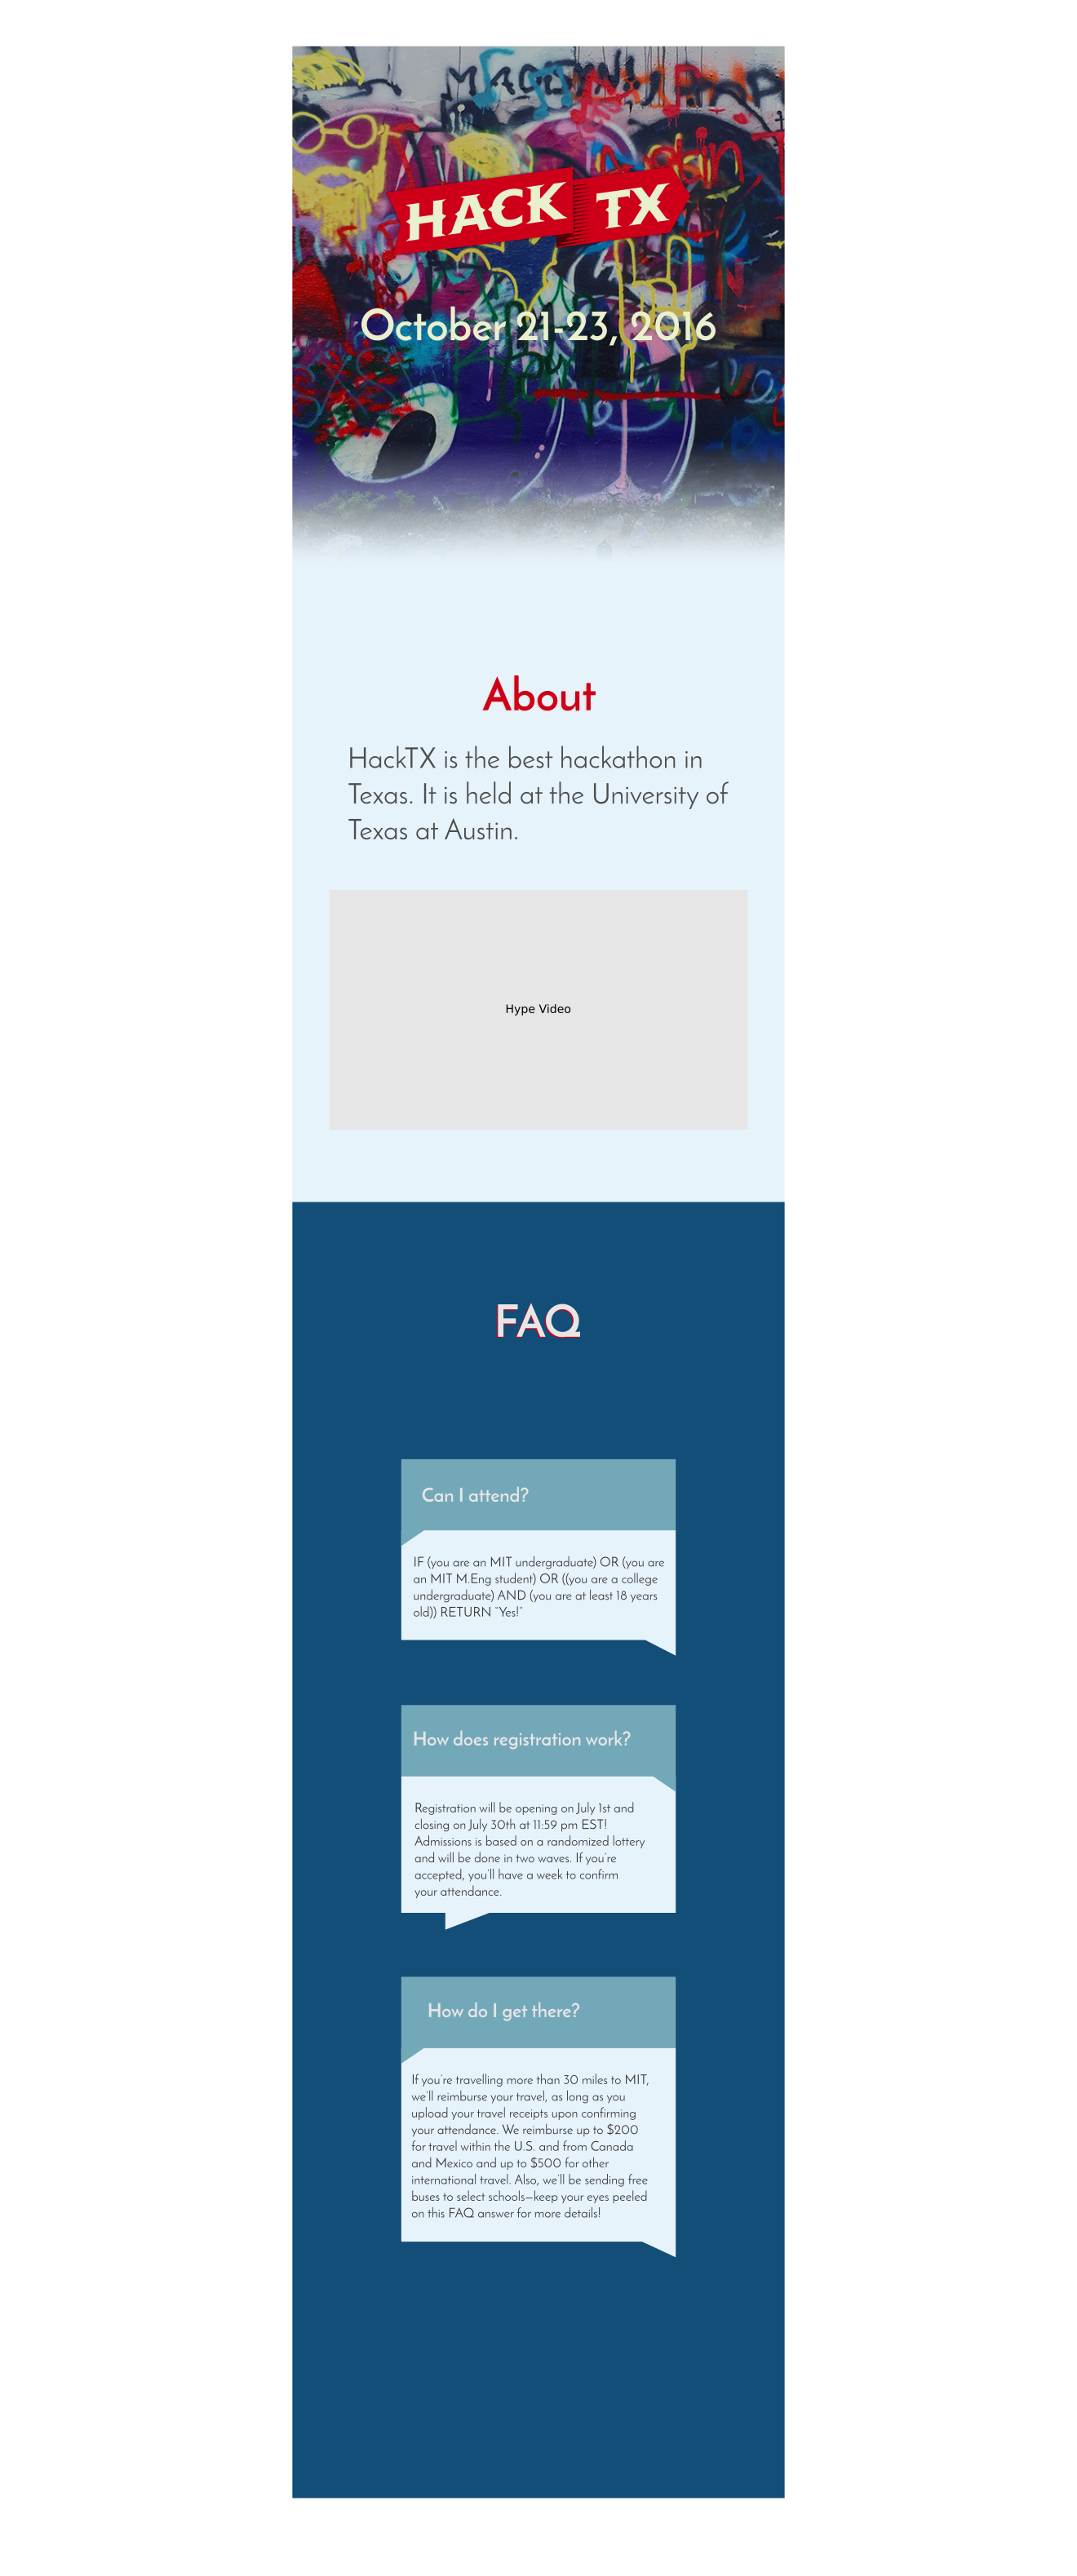 HACK TX
October 21-23, 2016
About
HackTX is the best hackathon in
Texas. It is held at the University of
Texas at Austin.
Hype Video
FAQ
Can I attend?
IF (you are an MIT undergraduate) OR (you are
an MIT M.Eng student) OR ((you are a college
undergraduate) AND (you are at least 18 years
old)) RETURN “Yes!”
How does registration work?
Registration will be opening on July 1st and
closing on July 30th at 11:59 pm EST!
Admissions is based on a randomized lottery
and will be done in two waves. If you’re
accepted, you’ll have a week to confirm
your attendance.
How do I get there?
If you’re travelling more than 30 miles to MIT,
we’ll reimburse your travel, as long as you
upload your travel receipts upon confirming
your attendance. We reimburse up to $200
for travel within the U.S. and from Canada
and Mexico and up to $500 for other
international travel. Also, we’ll be sending free
buses to select schools—keep your eyes peeled
on this FAQ answer for more details!